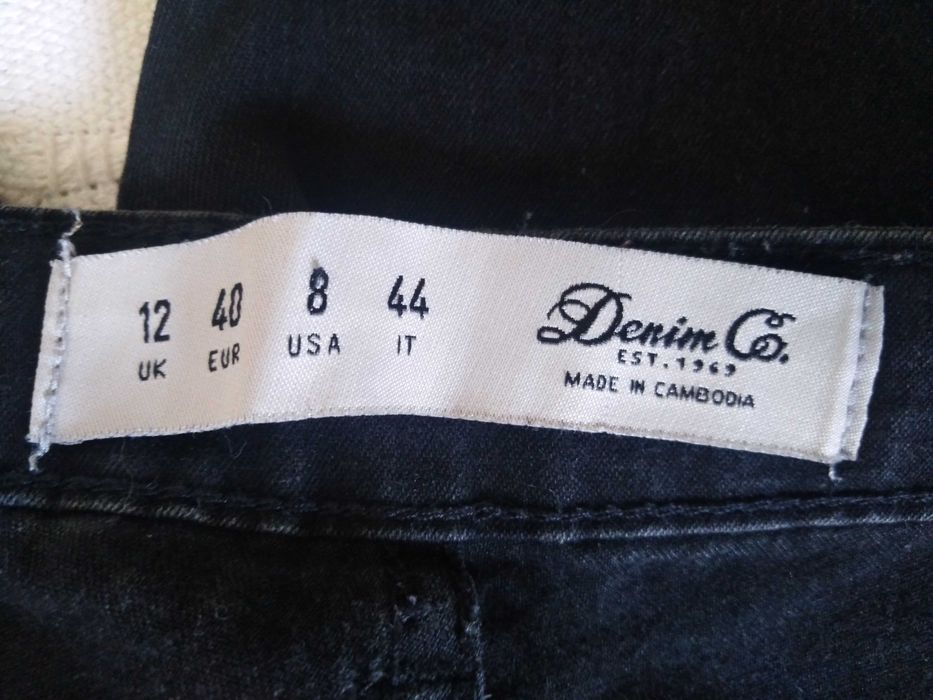 12 40 8 44
UK EUR USA IT
Denim Co.
EST. 1969
MADE IN CAMBODIA